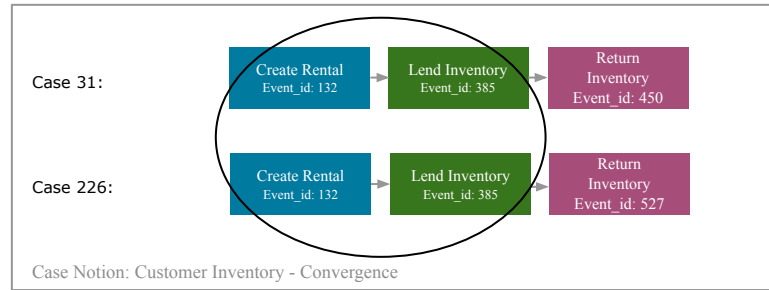 Case 31:
Create Rental
Event_id: 132
Lend Inventory
Event_id: 385
Return
Inventory
Event_id: 450
Case 226:
Create Rental
Event_id: 132
Lend Inventory
Event_id: 385
Return
Inventory
Event_id: 527
Case Notion: Customer Inventory - Convergence